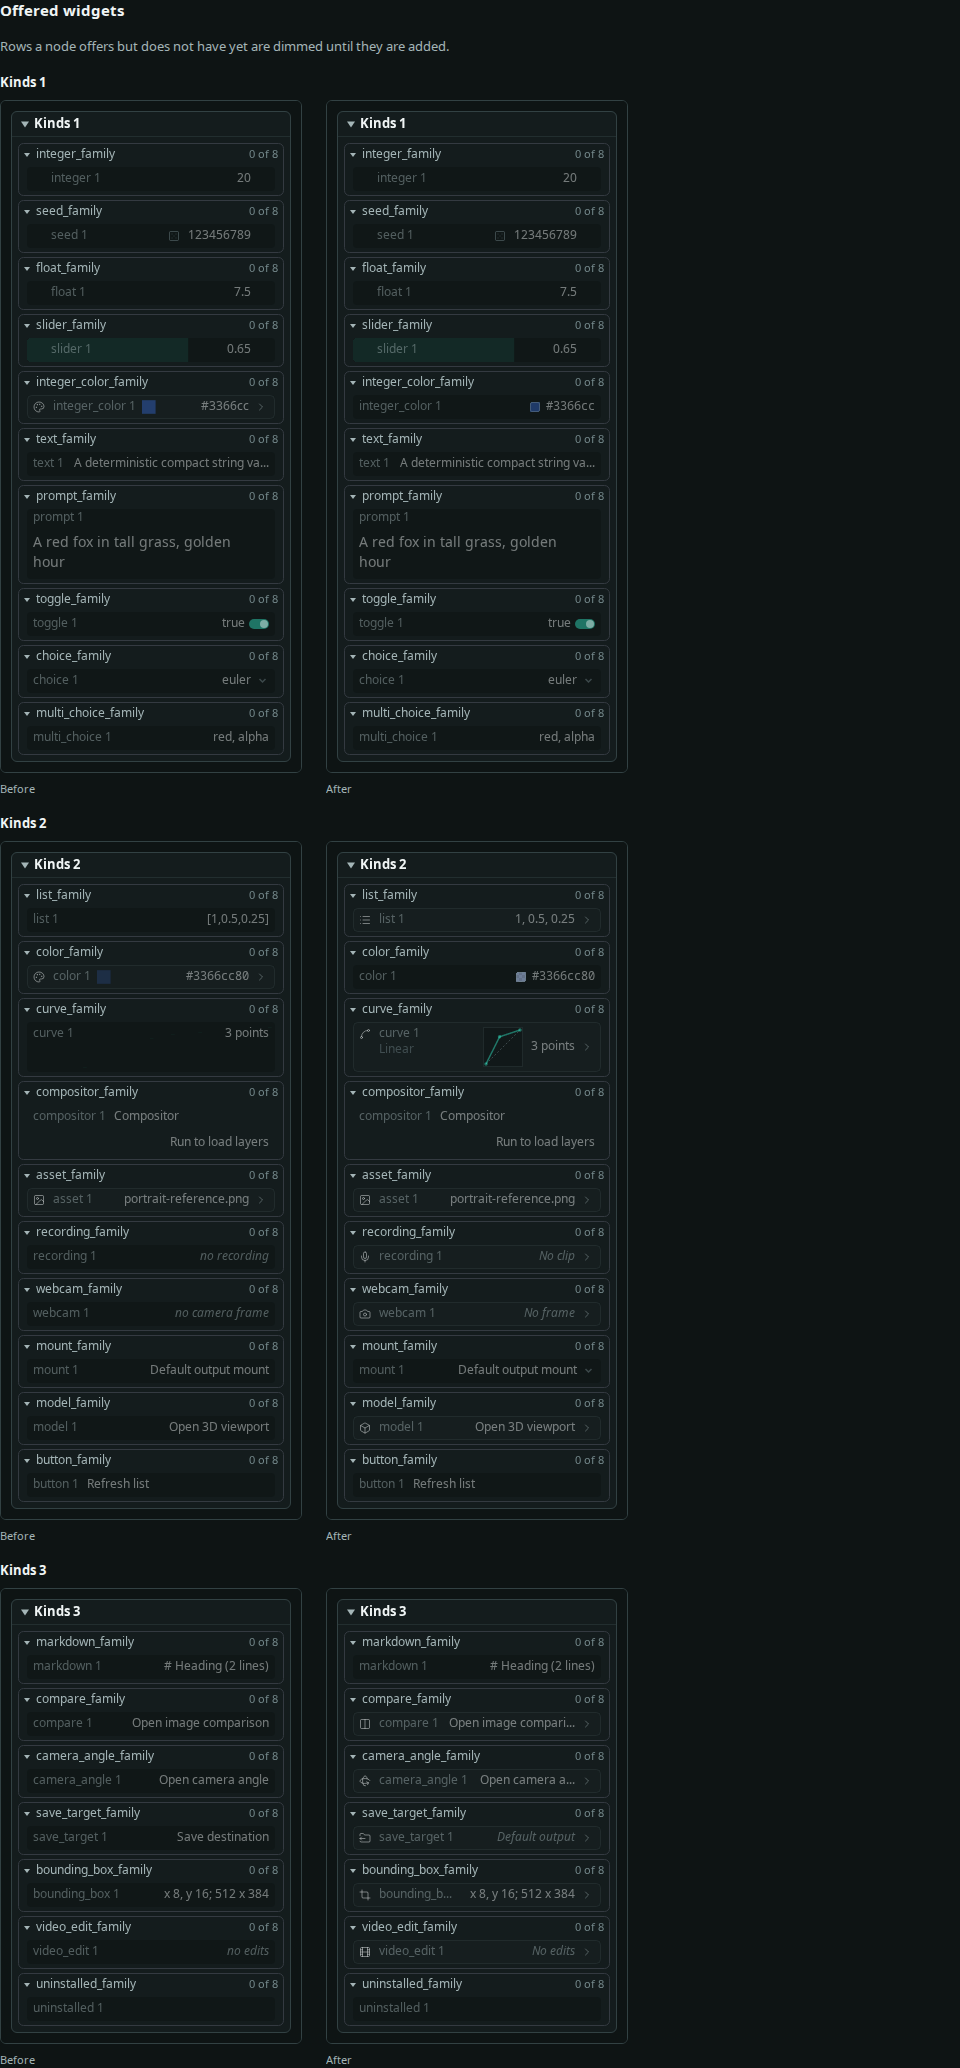 Offered widgets
Rows a node offers but does not have yet are dimmed until they are added.
Kinds 1
Kinds 1
integer_family 0 of 8
integer 1 20
seed_family 0 of 8
seed 1 123456789
float_family 0 of 8
float 1 7.5
slider_family 0 of 8
slider 1 0.65
integer_color_family 0 of 8
integer_color 1 #3366cc
text_family 0 of 8
text 1 A deterministic compact string va...
prompt_family 0 of 8
prompt 1
A red fox in tall grass, golden
hour
toggle_family 0 of 8
toggle 1 true
choice_family 0 of 8
choice 1 euler
multi_choice_family 0 of 8
multi_choice 1 red, alpha
Before
Kinds 1
integer_family 0 of 8
integer 1 20
seed_family 0 of 8
seed 1 123456789
float_family 0 of 8
float 1 7.5
slider_family 0 of 8
slider 1 0.65
integer_color_family 0 of 8
integer_color 1 #3366cc
text_family 0 of 8
text 1 A deterministic compact string va...
prompt_family 0 of 8
prompt 1
A red fox in tall grass, golden
hour
toggle_family 0 of 8
toggle 1 true
choice_family 0 of 8
choice 1 euler
multi_choice_family 0 of 8
multi_choice 1 red, alpha
After
Kinds 2
Kinds 2
list_family 0 of 8
list 1 [1,0.5,0.25]
color_family 0 of 8
color 1 #3366cc80
curve_family 0 of 8
curve 1 3 points
compositor_family 0 of 8
compositor 1 Compositor
Run to load layers
asset_family 0 of 8
asset 1 portrait-reference.png
recording_family 0 of 8
recording 1 no recording
webcam_family 0 of 8
webcam 1 no camera frame
mount_family 0 of 8
mount 1 Default output mount
model_family 0 of 8
model 1 Open 3D viewport
button_family 0 of 8
button 1 Refresh list
Before
Kinds 2
list_family 0 of 8
list 1 1, 0.5, 0.25
color_family 0 of 8
color 1 #3366cc80
curve_family 0 of 8
curve 1 3 points
Linear
compositor_family 0 of 8
compositor 1 Compositor
Run to load layers
asset_family 0 of 8
asset 1 portrait-reference.png
recording_family 0 of 8
recording 1 No clip
webcam_family 0 of 8
webcam 1 No frame
mount_family 0 of 8
mount 1 Default output mount
model_family 0 of 8
model 1 Open 3D viewport
button_family 0 of 8
button 1 Refresh list
After
Kinds 3
Kinds 3
markdown_family 0 of 8
markdown 1 # Heading (2 lines)
compare_family 0 of 8
compare 1 Open image comparison
camera_angle_family 0 of 8
camera_angle 1 Open camera angle
save_target_family 0 of 8
save_target 1 Save destination
bounding_box_family 0 of 8
bounding_box 1 x 8, y 16; 512 x 384
video_edit_family 0 of 8
video_edit 1 no edits
uninstalled_family 0 of 8
uninstalled 1
Before
Kinds 3
markdown_family 0 of 8
markdown 1 # Heading (2 lines)
compare_family 0 of 8
compare 1 Open image compari...
camera_angle_family 0 of 8
camera_angle 1 Open camera a...
save_target_family 0 of 8
save_target 1 Default output
bounding_box_family 0 of 8
bounding_b... x 8, y 16; 512 x 384
video_edit_family 0 of 8
video_edit 1 No edits
uninstalled_family 0 of 8
uninstalled 1
After